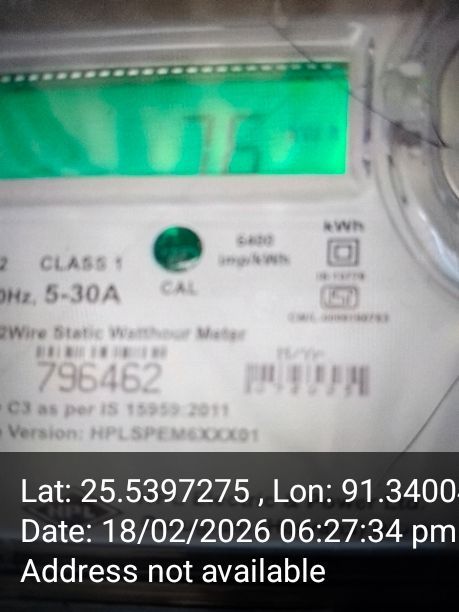 6400
kWh
CLASS 1
imp/kWh
5-30A
CAL
2Wire Static Watthour Meter
796462
C3 as per IS 15959:2011
Version: HPLSPEM6XXX01
HPL
Lat: 25.5397275 , Lon: 91.3400
Date: 18/02/2026 06:27:34 pm
Address not available